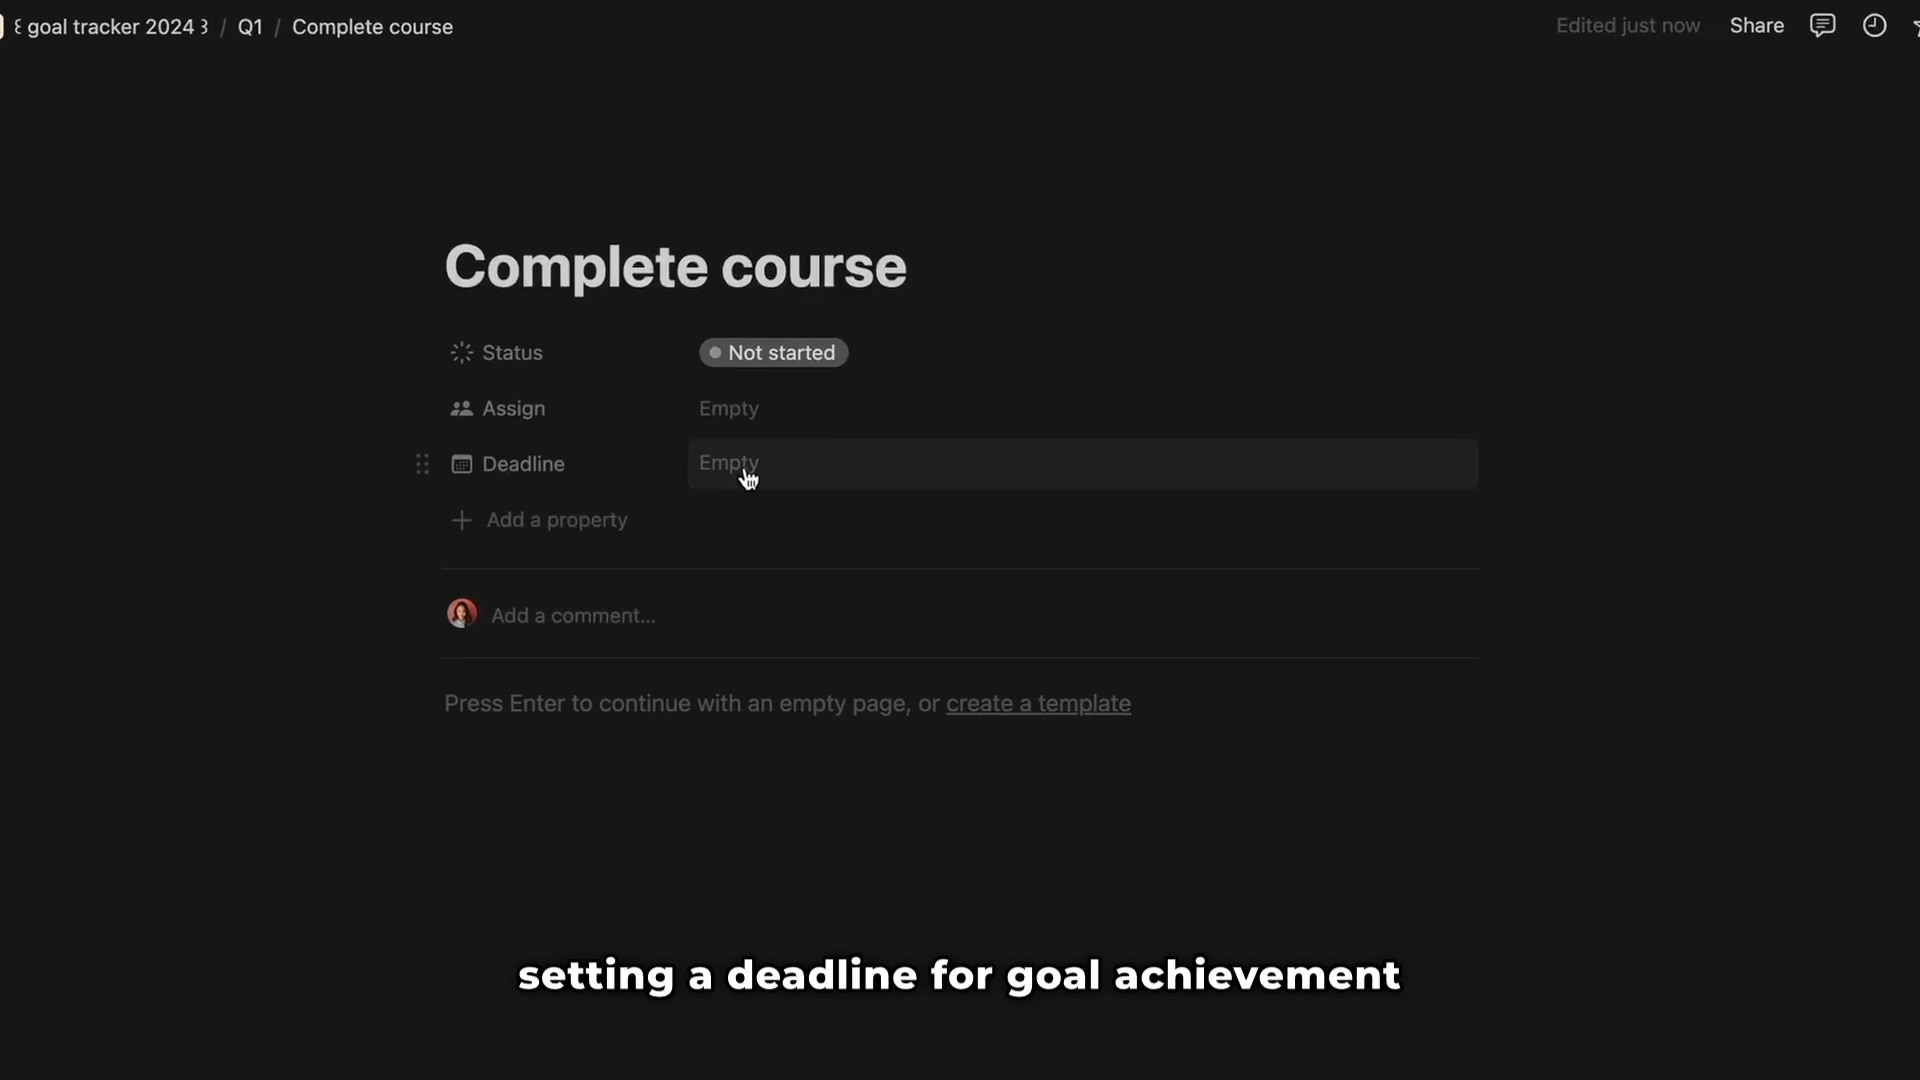 goal tracker 2024 / Q1 / Complete course
Edited just now Share
Complete course
Status Not started
Assign Empty
Deadline Empty
Add a property
Add a comment...
Press Enter to continue with an empty page, or create a template
setting a deadline for goal achievement